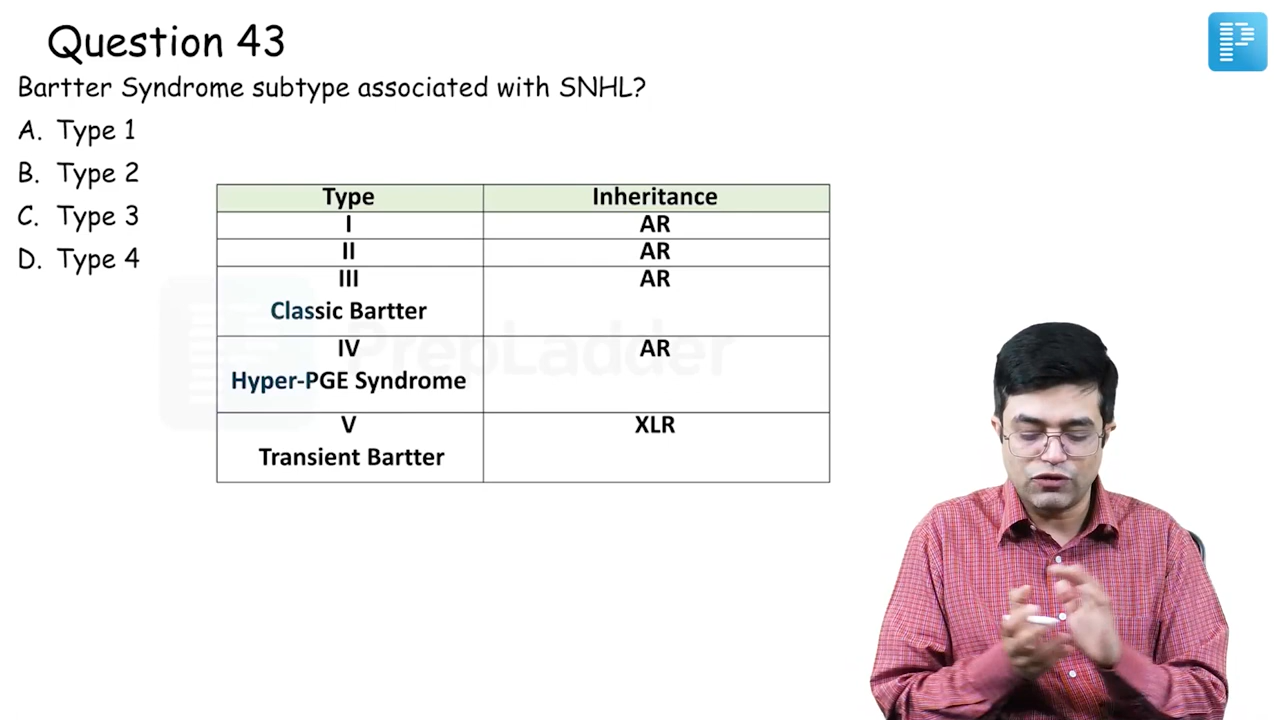 Question 43
Bartter Syndrome subtype associated with SNHL?
A. Type 1
B. Type 2
C. Type 3
D. Type 4
Type Inheritance
I AR
II AR
III AR
Classic Bartter
IV AR
Hyper-PGE Syndrome
V XLR
Transient Bartter
PrepLadder